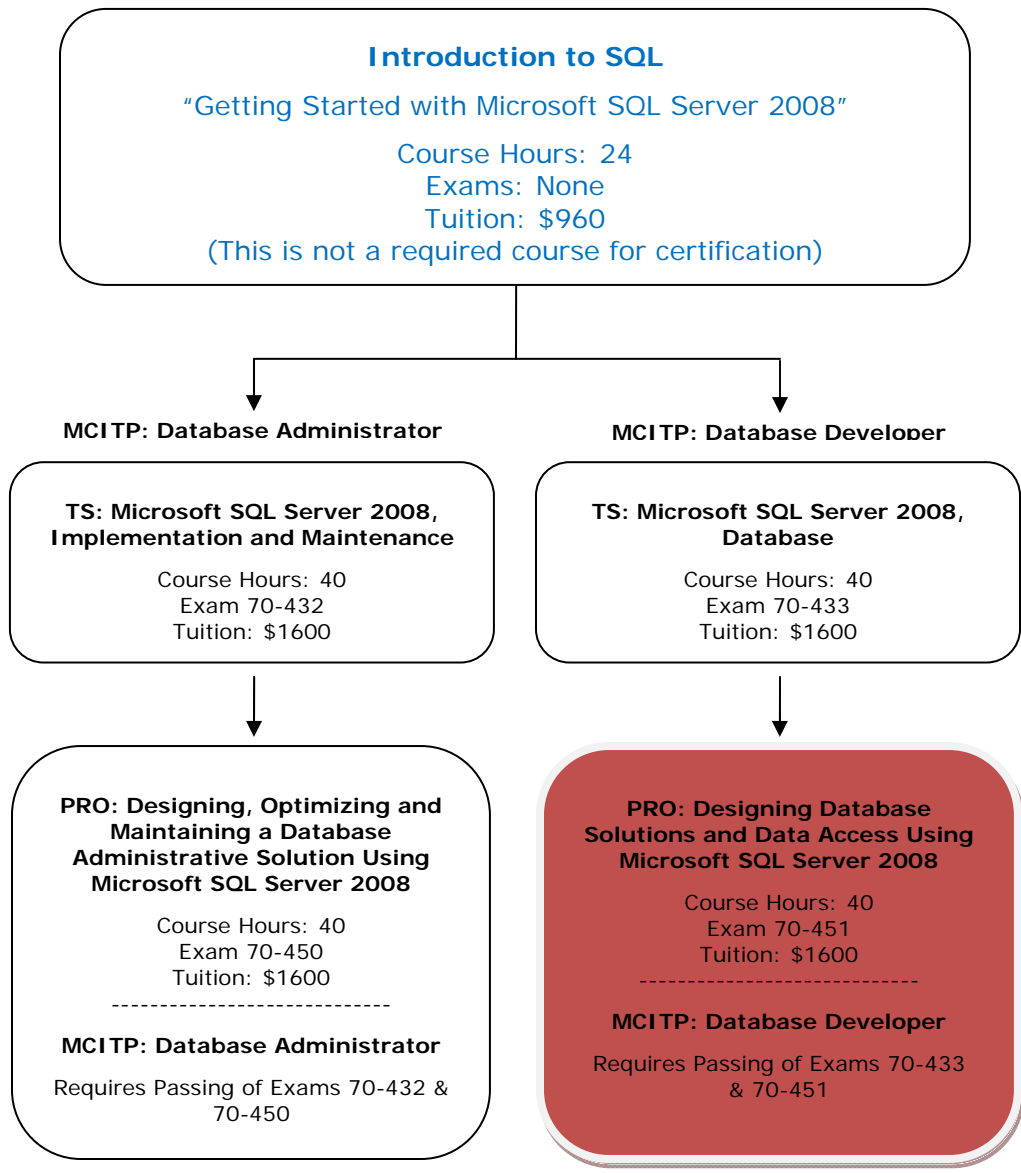 Introduction to SQL
“Getting Started with Microsoft SQL Server 2008”
Course Hours: 24
Exams: None
Tuition: $960
(This is not a required course for certification)
MCITP: Database Administrator
TS: Microsoft SQL Server 2008,
Implementation and Maintenance
Course Hours: 40
Exam 70-432
Tuition: $1600
PRO: Designing, Optimizing and
Maintaining a Database
Administrative Solution Using
Microsoft SQL Server 2008
Course Hours: 40
Exam 70-450
Tuition: $1600
-----------------------------
MCITP: Database Administrator
Requires Passing of Exams 70-432 &
70-450
MCITP: Database Developer
TS: Microsoft SQL Server 2008,
Database
Course Hours: 40
Exam 70-433
Tuition: $1600
PRO: Designing Database
Solutions and Data Access Using
Microsoft SQL Server 2008
Course Hours: 40
Exam 70-451
Tuition: $1600
-----------------------------
MCITP: Database Developer
Requires Passing of Exams 70-433
& 70-451